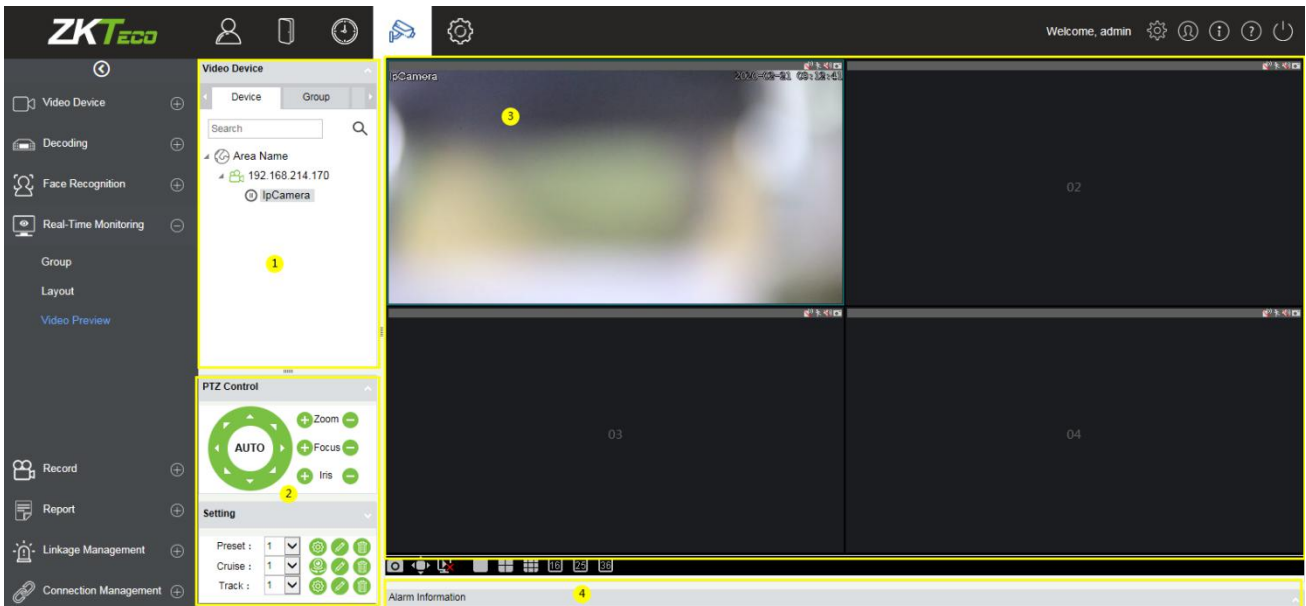 ZKTECO
Welcome, admin
Video Device
Decoding
Face Recognition
Real-Time Monitoring
Group
Layout
Video Preview
Record
Report
Linkage Management
Connection Management
Video Device
Device Group
Search
Area Name
192.168.214.170
IpCamera
1
PTZ Control
AUTO
Zoom
Focus
Iris
2
Setting
Preset : 1
Cruise : 1
Track : 1
IpCamera
3
02
03
04
16 25 36
Alarm Information
4